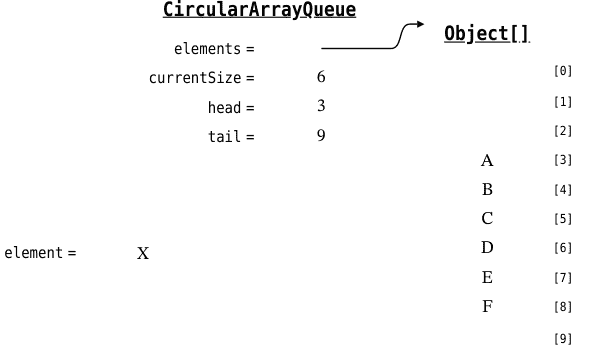 CircularArrayQueue
Object[]
elements =
currentSize = 6
[0]
head = 3
[1]
tail = 9
[2]
A [3]
B [4]
C [5]
D [6]
element = X
E [7]
F [8]
[9]